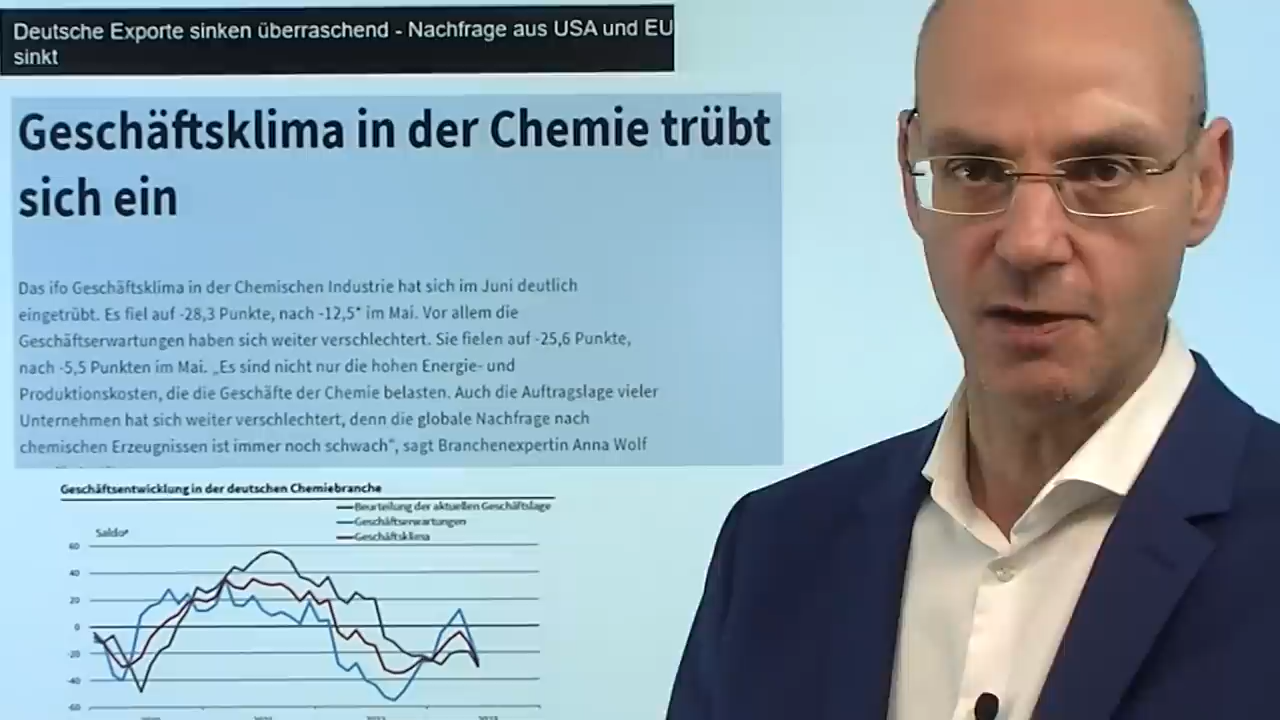 Deutsche Exporte sinken überraschend - Nachfrage aus USA und EU
sinkt
Geschäftsklima in der Chemie trübt
sich ein
Das ifo Geschäftsklima in der Chemischen Industrie hat sich im Juni deutlich
eingetrübt. Es fiel auf -28,3 Punkte, nach -12,5* im Mai. Vor allem die
Geschäftserwartungen haben sich weiter verschlechtert. Sie fielen auf -25,6 Punkte,
nach -5,5 Punkten im Mai. „Es sind nicht nur die hohen Energie- und
Produktionskosten, die die Geschäfte der Chemie belasten. Auch die Auftragslage vieler
Unternehmen hat sich weiter verschlechtert, denn die globale Nachfrage nach
chemischen Erzeugnissen ist immer noch schwach“, sagt Branchenexpertin Anna Wolf
Geschäftsentwicklung in der deutschen Chemiebranche
Beurteilung der aktuellen Geschäftslage
Geschäftserwartungen
Geschäftsklima
Saldo*
60
40
20
0
-20
-40
-60